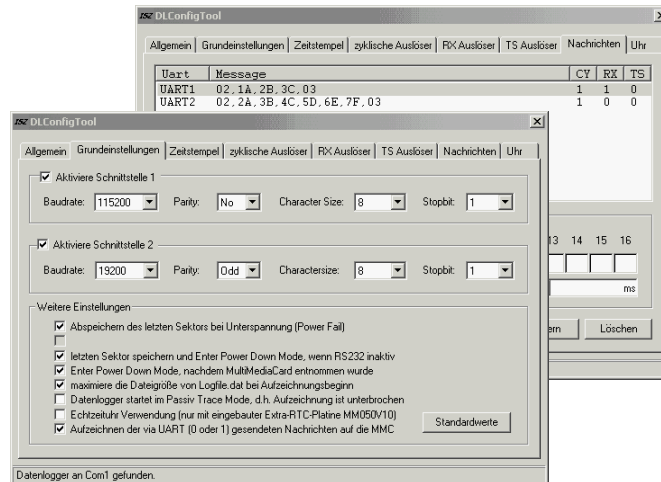 ISZ DLConfigTool
Allgemein Grundeinstellungen Zeitstempel zyklische Auslöser RX Auslöser TS Auslöser Nachrichten Uhr
Uart Message CY RX TS
UART1 02,1A,2B,3C,03 1 1 0
UART2 02,2A,3B,4C,5D,6E,7F,03 1 0 0
13 14 15 16
ms
ern Löschen
ISZ DLConfigTool
Allgemein Grundeinstellungen Zeitstempel zyklische Auslöser RX Auslöser TS Auslöser Nachrichten Uhr
Aktiviere Schnittstelle 1
Baudrate: 115200 Parity: No Character Size: 8 Stopbit: 1
Aktiviere Schnittstelle 2
Baudrate: 19200 Parity: Odd Charactersize: 8 Stopbit: 1
Weitere Einstellungen
Abspeichern des letzten Sektors bei Unterspannung (Power Fail)
letzten Sektor speichern und Enter Power Down Mode, wenn RS232 inaktiv
Enter Power Down Mode, nachdem MultiMediaCard entnommen wurde
maximiere die Dateigröße von Logfile.dat bei Aufzeichnungsbeginn
Datenlogger startet im Passiv Trace Mode, d.h. Aufzeichnung ist unterbrochen
Echtzeituhr Verwendung (nur mit eingebauter Extra-RTC-Platine MM050V10)
Aufzeichnen der via UART (0 oder 1) gesendeten Nachrichten auf die MMC
Standardwerte
Datenlogger an Com1 gefunden.